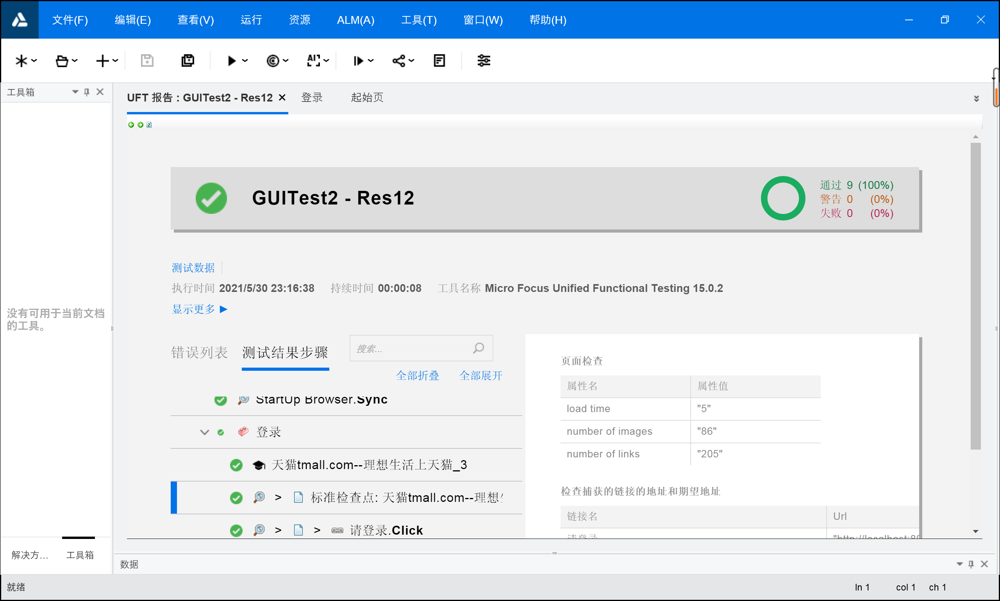 文件(F) 编辑(E) 查看(V) 运行 资源 ALM(A) 工具(T) 窗口(W) 帮助(H)
AI
工具箱
UFT 报告 : GUITest2 - Res12 登录 起始页
GUITest2 - Res12
通过 9 (100%)
警告 0 (0%)
失败 0 (0%)
测试数据
执行时间 2021/5/30 23:16:38 持续时间 00:00:08 工具名称 Micro Focus Unified Functional Testing 15.0.2
显示更多
没有可用于当前文档
的工具。
错误列表 测试结果步骤 搜索...
全部折叠 全部展开
StartUp Browser.Sync
登录
天猫tmall.com--理想生活上天猫_3
> 标准检查点: 天猫tmall.com--理想
> > 请登录.Click
页面检查
属性名 属性值
load time "5"
number of images "86"
number of links "205"
检查捕获的链接的地址和期望地址
链接名 Url
请登录 "http://localhost:80
解决方... 工具箱
数据
就绪 ln 1 col 1 ch 1